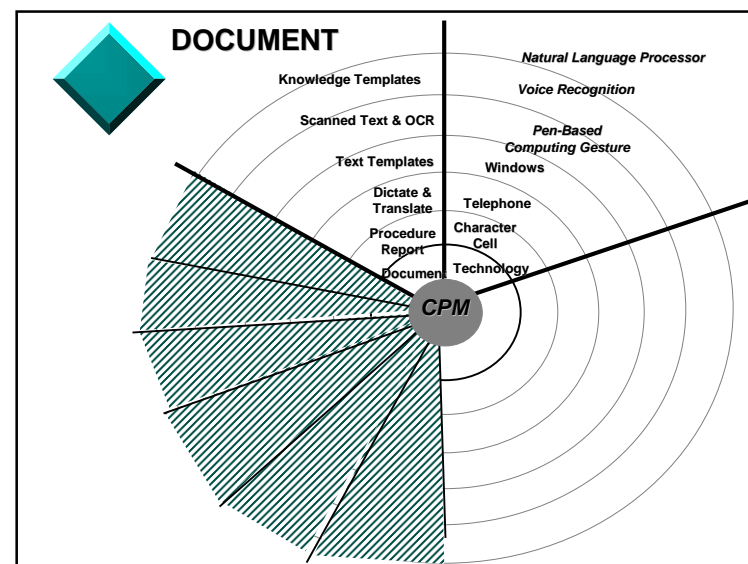 DOCUMENT
Knowledge Templates
Scanned Text & OCR
Text Templates
Dictate &
Translate
Procedure
Report
Document
Natural Language Processor
Voice Recognition
Pen-Based
Computing Gesture
Windows
Telephone
Character
Cell
Technology
CPM